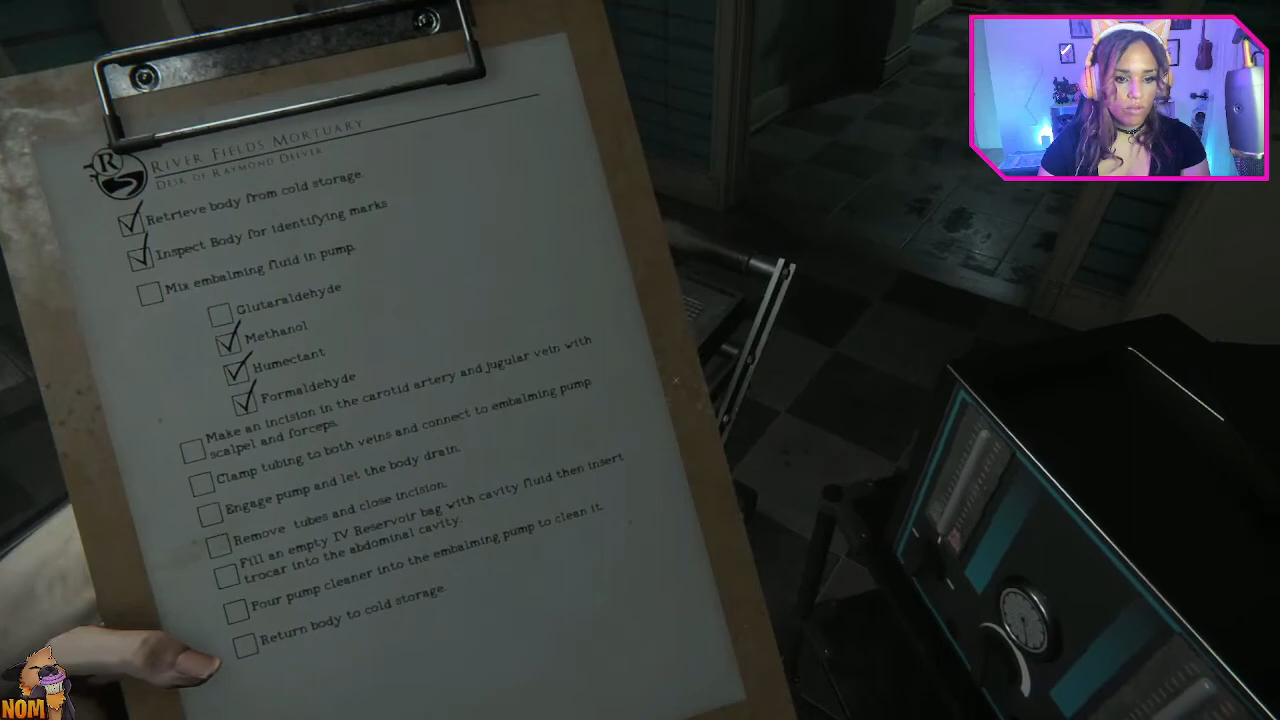 R
RIVER FIELDS MORTUARY
DESK OF RAYMOND DELVER
Retrieve body from cold storage.
Inspect Body for identifying marks
Mix embalming fluid in pump.
Glutaraldehyde
Methanol
Humectant
Formaldehyde
Make an incision in the carotid artery and jugular vein with
scalpel and forceps.
Clamp tubing to both veins and connect to embalming pump
Engage pump and let the body drain.
Remove tubes and close incision.
Fill an empty IV Reservoir bag with cavity fluid then insert
trocar into the abdominal cavity.
Pour pump cleaner into the embalming pump to clean it.
Return body to cold storage.
NOM